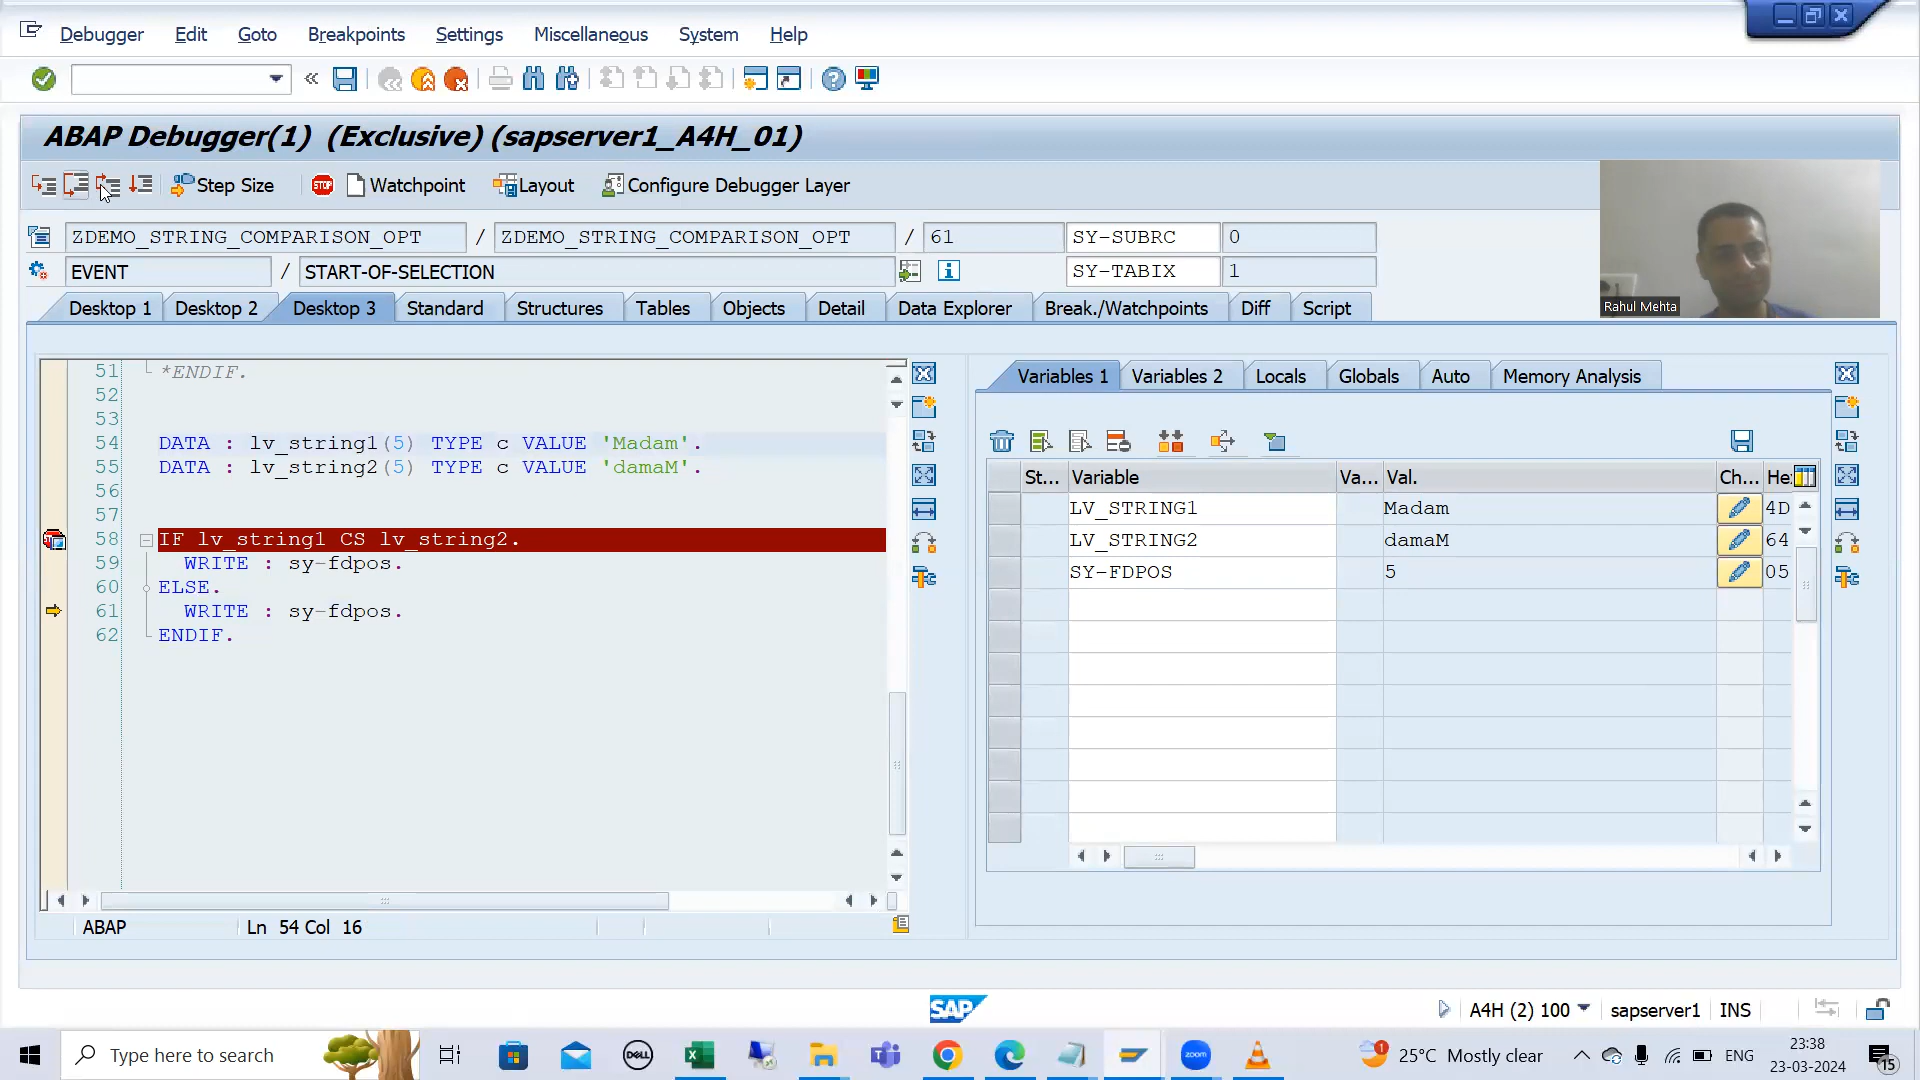 Debugger Edit Goto Breakpoints Settings Miscellaneous System Help
ABAP Debugger(1) (Exclusive) (sapserver1_A4H_01)
Step Size STOP Watchpoint Layout Configure Debugger Layer
ZDEMO_STRING_COMPARISON_OPT / ZDEMO_STRING_COMPARISON_OPT / 61 SY-SUBRC 0
EVENT / START-OF-SELECTION SY-TABIX 1
Rahul Mehta
Desktop 1 Desktop 2 Desktop 3 Standard Structures Tables Objects Detail Data Explorer Break./Watchpoints Diff Script
51 *ENDIF.
52
53
54 DATA : lv_string1(5) TYPE c VALUE 'Madam'.
55 DATA : lv_string2(5) TYPE c VALUE 'damaM'.
56
57
58 IF lv_string1 CS lv_string2.
59 WRITE : sy-fdpos.
60 ELSE.
61 WRITE : sy-fdpos.
62 ENDIF.
ABAP Ln 54 Col 16
Variables 1 Variables 2 Locals Globals Auto Memory Analysis
St... Variable Va... Val. Ch... He
LV_STRING1 Madam 4D
LV_STRING2 damaM 64
SY-FDPOS 5 05
SAP
A4H (2) 100 sapserver1 INS
Type here to search
DELL
zoom
1 25°C Mostly clear
ENG
23:38
23-03-2024
15